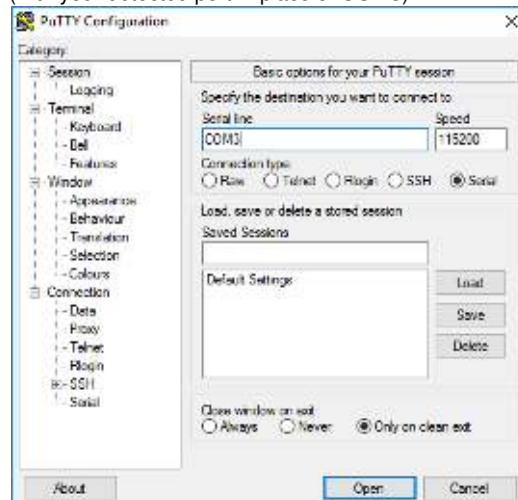 PuTTY Configuration
Category:
Session
Logging
Terminal
Keyboard
Bell
Features
Window
Appearance
Behaviour
Translation
Selection
Colours
Connection
Data
Proxy
Telnet
Rlogin
SSH
Serial
Basic options for your PuTTY session
Specify the destination you want to connect to
Serial line
Speed
COM3
115200
Connection type:
Raw Telnet Rlogin SSH Serial
Load, save or delete a stored session
Saved Sessions
Default Settings
Load
Save
Delete
Close window on exit:
Always Never Only on clean exit
About
Open
Cancel